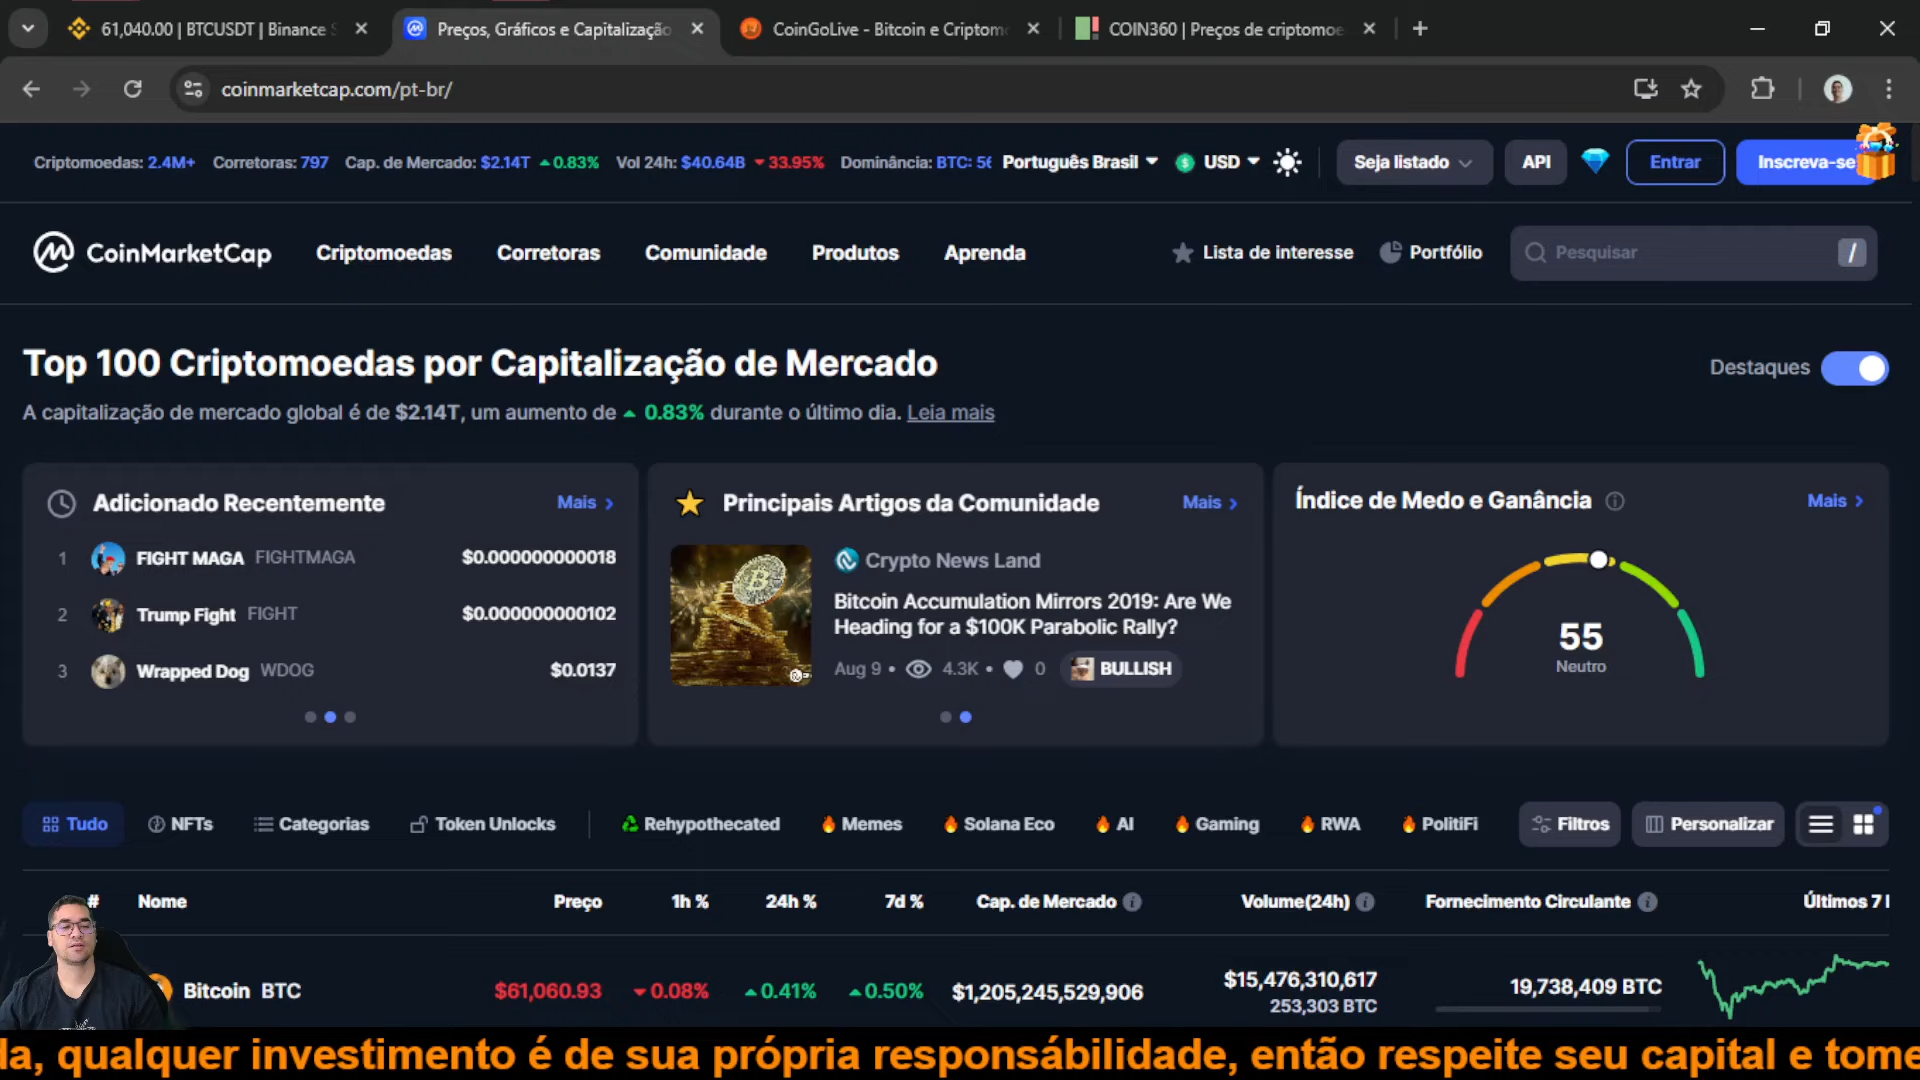 61,040.00 | BTCUSDT | Binance S
Preços, Gráficos e Capitalização
CoinGoLive - Bitcoin e Criptomo
COIN360 | Preços de criptomoe
coinmarketcap.com/pt-br/
Criptomoedas: 2.4M+ Corretoras: 797 Cap. de Mercado: $2.14T 0.83% Vol 24h: $40.64B 33.95% Dominância: BTC: 56 Português Brasil USD Seja listado API Entrar Inscreva-se
CoinMarketCap Criptomoedas Corretoras Comunidade Produtos Aprenda Lista de interesse Portfólio Pesquisar /
Top 100 Criptomoedas por Capitalização de Mercado
Destaques
A capitalização de mercado global é de $2.14T, um aumento de 0.83% durante o último dia. Leia mais
Adicionado Recentemente Mais
1 FIGHT MAGA FIGHTMAGA $0.000000000018
2 Trump Fight FIGHT $0.000000000102
3 Wrapped Dog WDOG $0.0137
Principais Artigos da Comunidade Mais
Crypto News Land
Bitcoin Accumulation Mirrors 2019: Are We
Heading for a $100K Parabolic Rally?
Aug 9 • 4.3K • 0 BULLISH
Índice de Medo e Ganância Mais
55
Neutro
Tudo NFTs Categorias Token Unlocks Rehypothecated Memes Solana Eco AI Gaming RWA PolitiFi Filtros Personalizar
# Nome Preço 1h % 24h % 7d % Cap. de Mercado Volume(24h) Fornecimento Circulante Últimos 7
Bitcoin BTC $61,060.93 0.08% 0.41% 0.50% $1,205,245,529,906 $15,476,310,617 19,738,409 BTC
253,303 BTC
da, qualquer investimento é de sua própria responsábilidade, então respeite seu capital e tome